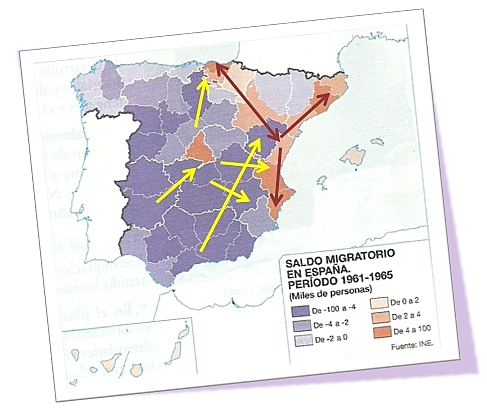 SALDO MIGRATORIO
EN ESPAÑA.
PERÍODO 1961-1965
(Miles de personas)
De -100 a -4
De -4 a -2
De -2 a 0
De 0 a 2
De 2 a 4
De 4 a 100
Fuente: INE.